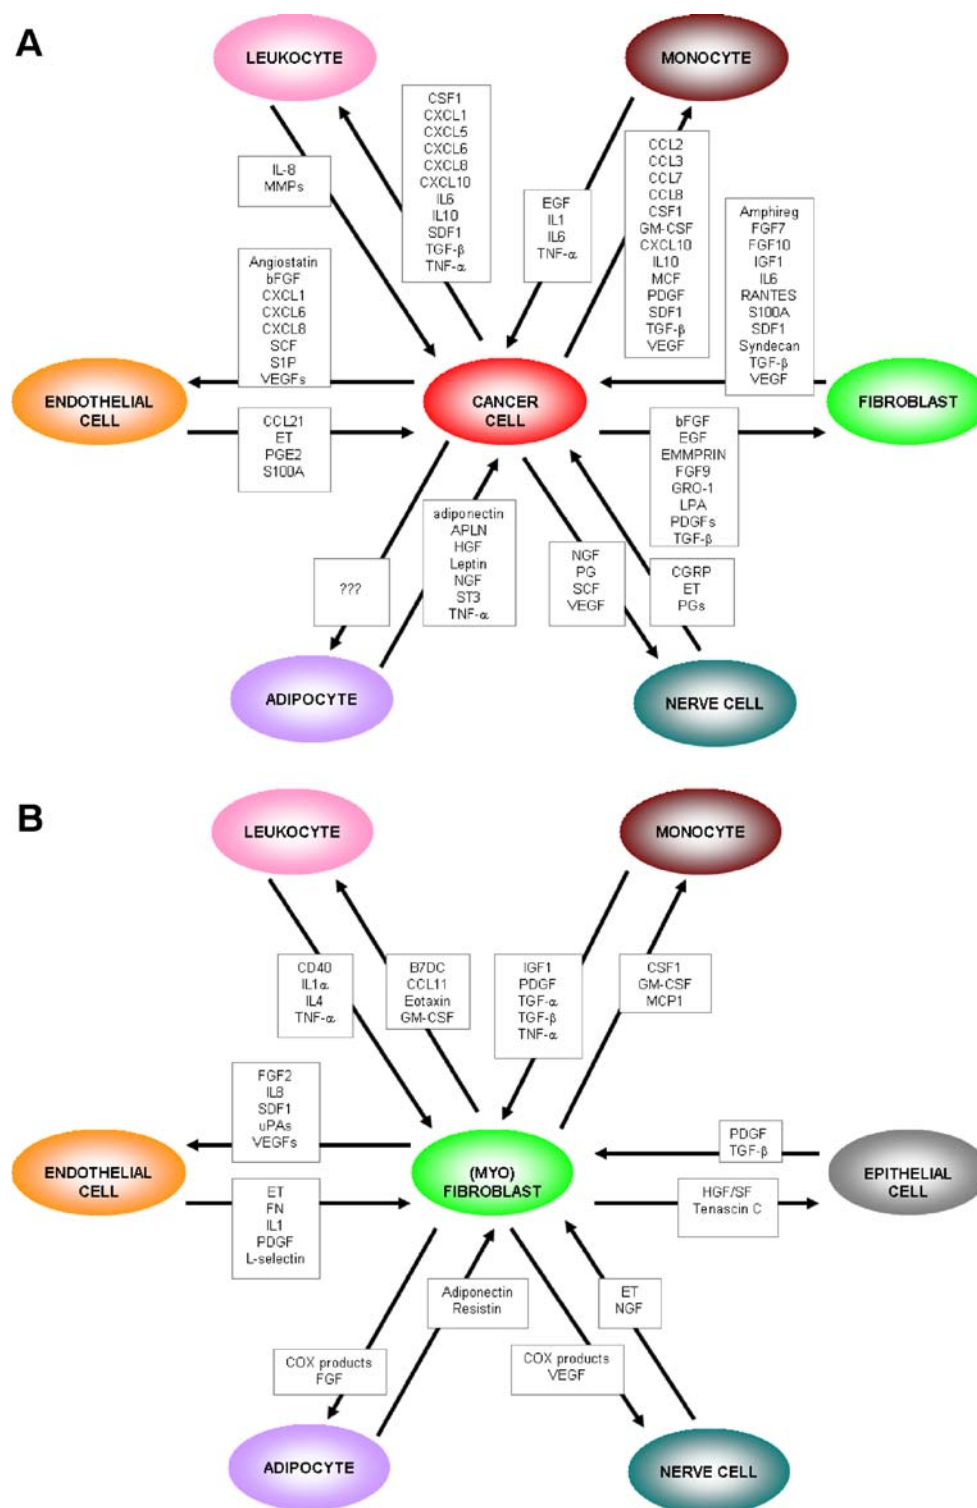 A
LEUKOCYTE
MONOCYTE
CSF1
CXCL1
CXCL5
CXCL6
CXCL8
CXCL10
IL6
IL10
SDF1
TGF-β
TNF-α
IL-8
MMPs
EGF
IL1
IL6
TNF-α
CCL2
CCL3
CCL7
CCL8
CSF1
GM-CSF
CXCL10
IL10
MCF
PDGF
SDF1
TGF-β
VEGF
Amphireg
FGF7
FGF10
IGF1
IL6
RANTES
S100A
SDF1
Syndecan
TGF-β
VEGF
Angiostatin
bFGF
CXCL1
CXCL6
CXCL8
SCF
S1P
VEGFs
ENDOTHELIAL
CELL
CANCER
CELL
FIBROBLAST
CCL21
ET
PGE2
S100A
bFGF
EGF
EMMPRIN
FGF9
GRO-1
LPA
PDGFs
TGF-β
???
adiponectin
APLN
HGF
Leptin
NGF
ST3
TNF-α
NGF
PG
SCF
VEGF
CGRP
ET
PGs
ADIPOCYTE
NERVE CELL
B
LEUKOCYTE
MONOCYTE
CD40
IL1α
IL4
TNF-α
B7DC
CCL11
Eotaxin
GM-CSF
IGF1
PDGF
TGF-α
TGF-β
TNF-α
CSF1
GM-CSF
MCP1
FGF2
IL8
SDF1
uPAs
VEGFs
PDGF
TGF-β
ENDOTHELIAL
CELL
(MYO)
FIBROBLAST
EPITHELIAL
CELL
ET
FN
IL1
PDGF
L-selectin
HGF/SF
Tenascin C
Adiponectin
Resistin
ET
NGF
COX products
FGF
COX products
VEGF
ADIPOCYTE
NERVE CELL